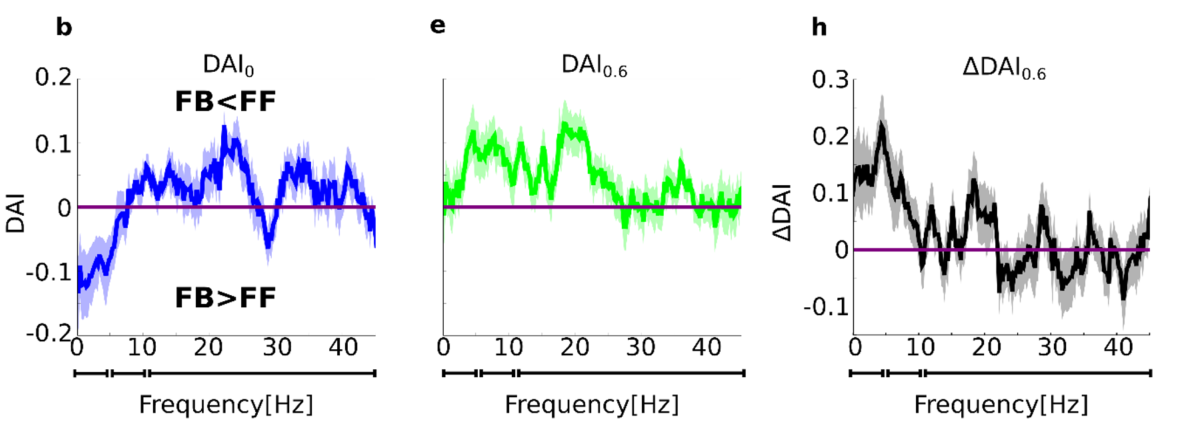 b
DAI0
0.2
FB<FF
0.1
DAI
0
-0.1
FB>FF
-0.2
0 10 20 30 40
Frequency[Hz]
e
DAI0.6
0 10 20 30 40
Frequency[Hz]
h
ΔDAI0.6
0.3
0.2
0.1
ΔDAI
0
-0.1
0 10 20 30 40
Frequency[Hz]